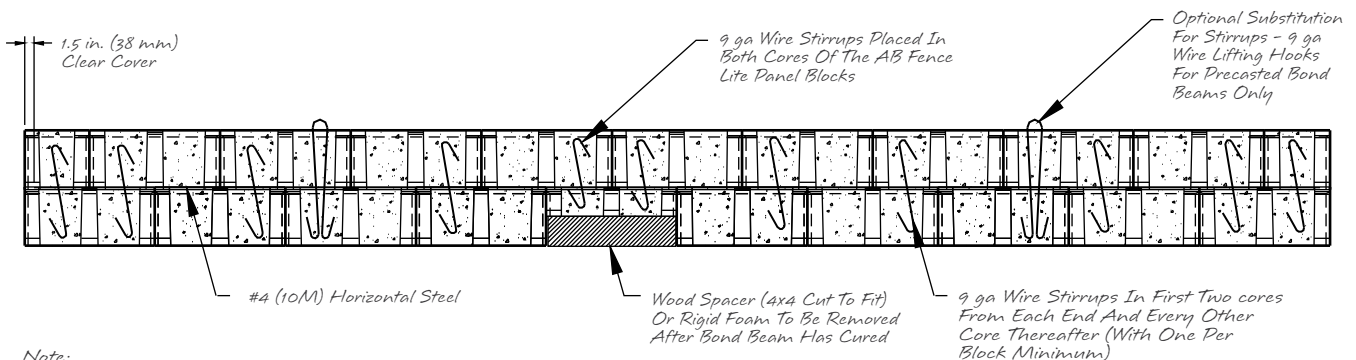 1.5 in. (38 mm)
Clear Cover
9 ga Wire Stirrups Placed In
Both Cores Of The AB Fence
Lite Panel Blocks
Optional Substitution
For Stirrups - 9 ga
Wire Lifting Hooks
For Precasted Bond
Beams Only
#4 (10M) Horizontal Steel
Wood Spacer (4x4 Cut To Fit)
Or Rigid Foam To Be Removed
After Bond Beam Has Cured
9 ga Wire Stirrups In First Two cores
From Each End And Every Other
Core Thereafter (With One Per
Block Minimum)
Note: